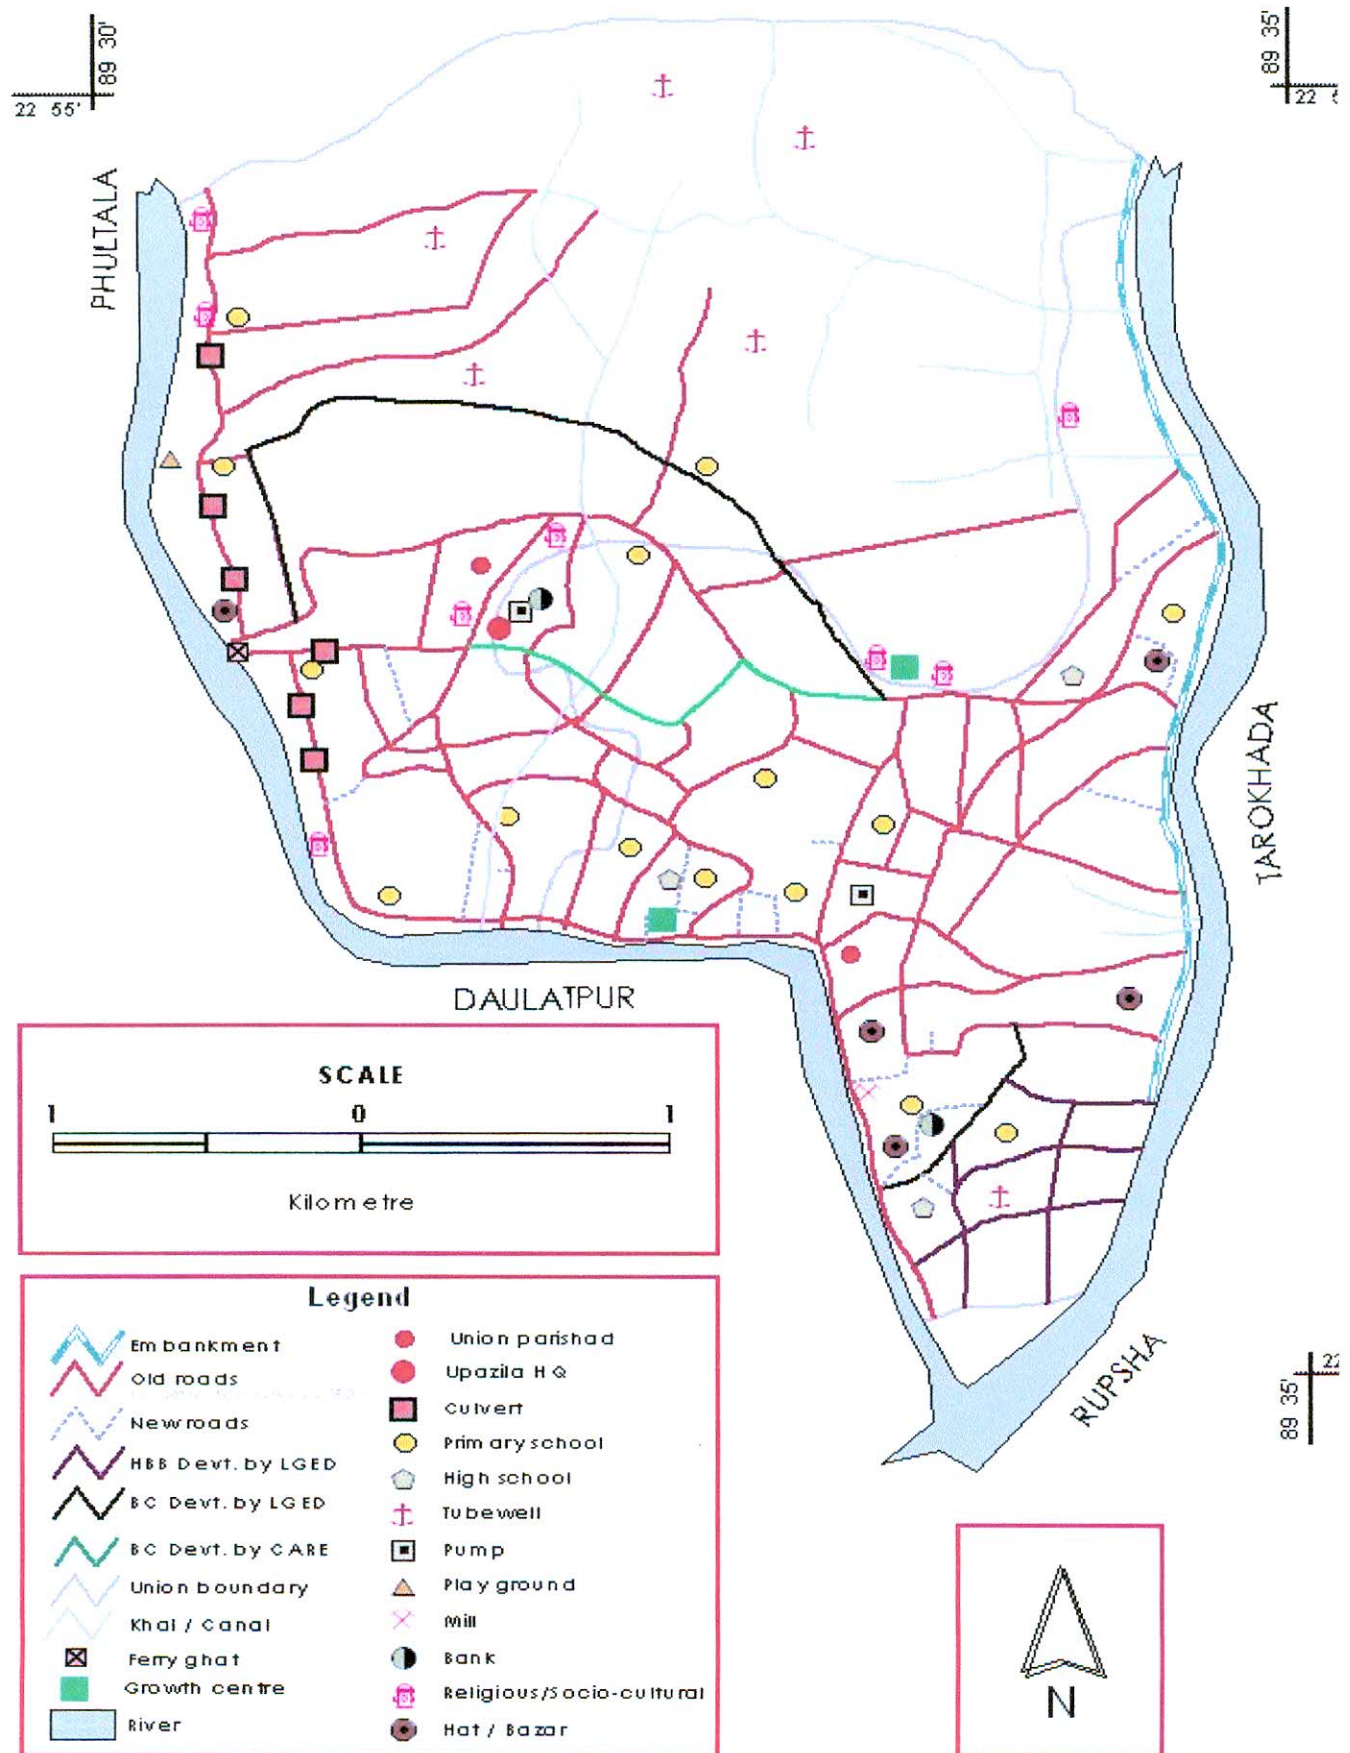 89 30'
22 55'
89 35'
22
PHULTALA
TAROKHADA
DAULATPUR
RUPSHA
SCALE
1 0 1
Kilometre
22
89 35'
Legend
Embankment
Old roads
New roads
HBB Devt. by LGED
BC Devt. by LGED
BC Devt. by CARE
Union boundary
Khal / Canal
Ferry ghat
Growth centre
River
Union parishad
Upazila HQ
Culvert
Primary school
High school
Tubewell
Pump
Play ground
Mill
Bank
Religious/Socio-cultural
Hat / Bazar
N